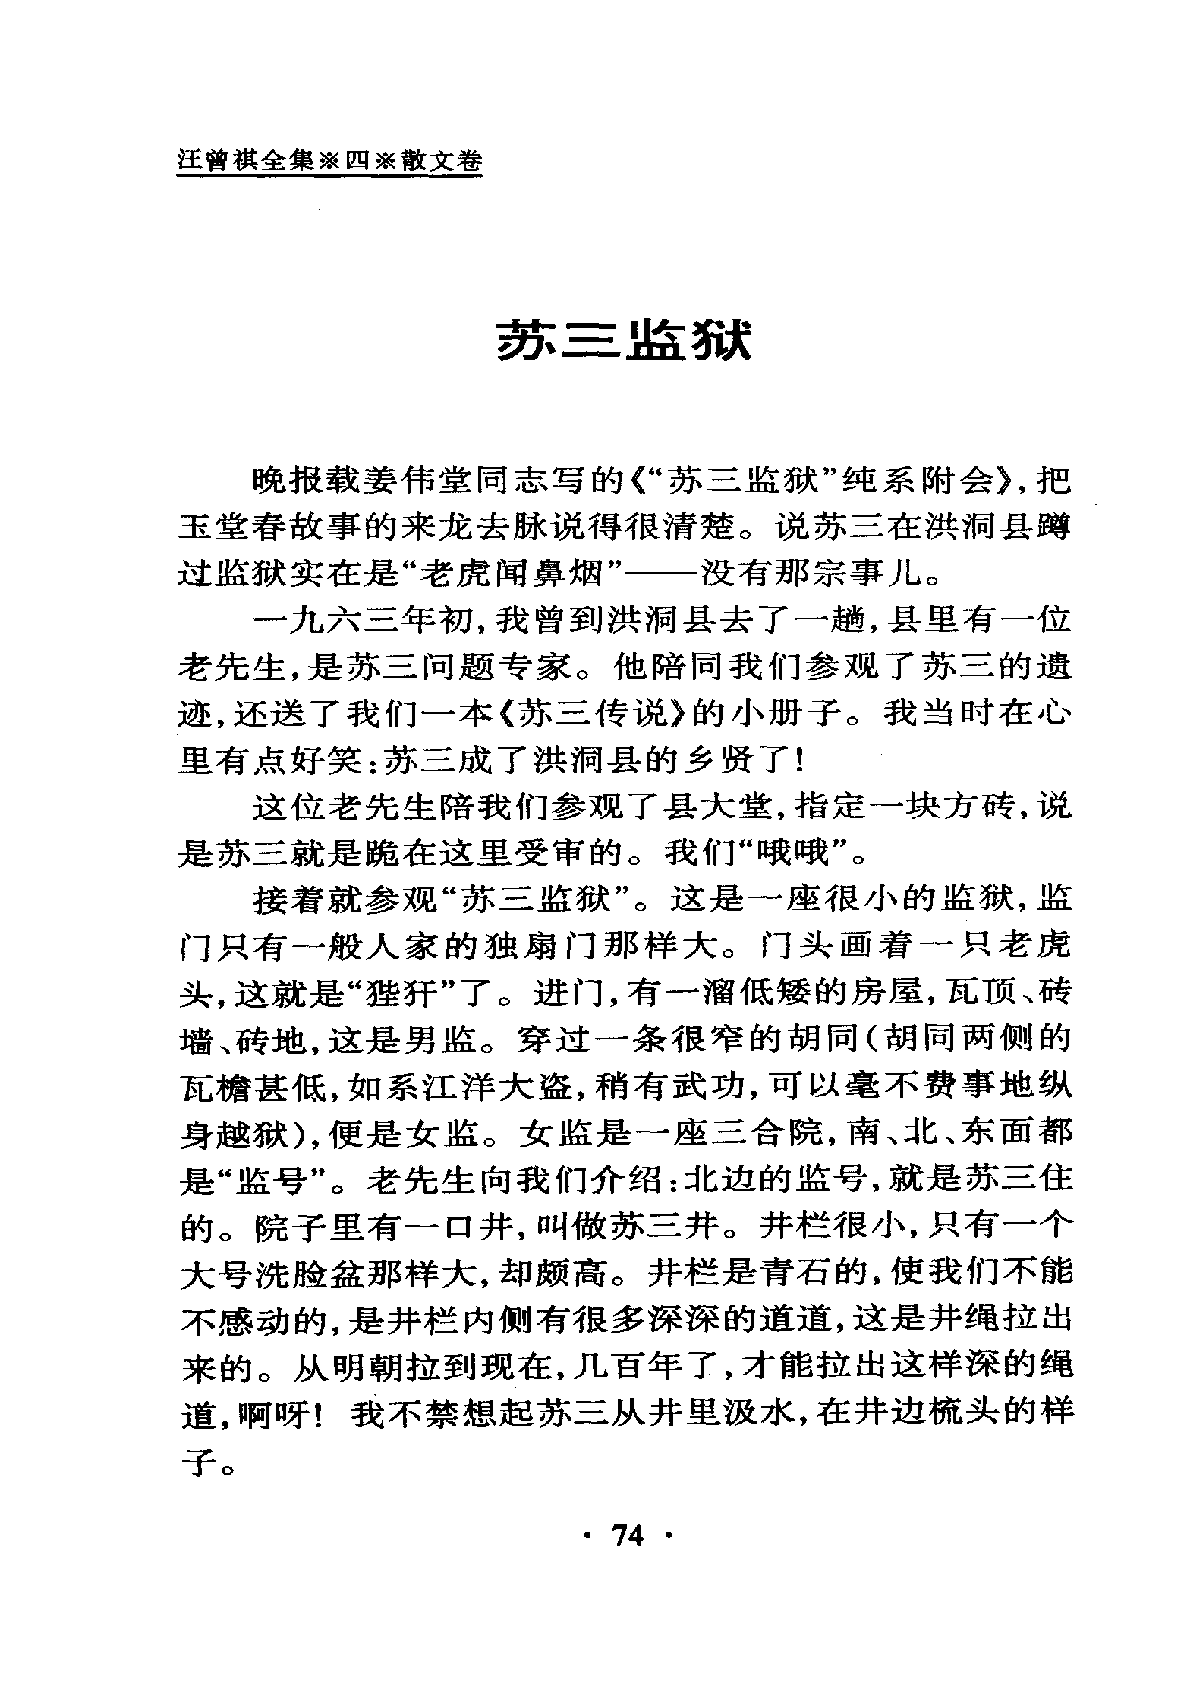 汪曾祺全集※四※散文卷
苏三监狱
晚报载姜伟堂同志写的《“苏三监狱”纯系附会》,把
玉堂春故事的来龙去脉说得很清楚。说苏三在洪洞县蹲
过监狱实在是“老虎闻鼻烟”——没有那宗事儿。
一九六三年初,我曾到洪洞县去了一趟,县里有一位
老先生,是苏三问题专家。他陪同我们参观了苏三的遗
迹,还送了我们一本《苏三传说》的小册子。我当时在心
里有点好笑:苏三成了洪洞县的乡贤了!
这位老先生陪我们参观了县大堂,指定一块方砖,说
是苏三就是跪在这里受审的。我们“哦哦”。
接着就参观“苏三监狱”。这是一座很小的监狱,监
门只有一般人家的独扇门那样大。门头画着一只老虎
头,这就是“狴犴”了。进门,有一溜低矮的房屋,瓦顶、砖
墙、砖地,这是男监。穿过一条很窄的胡同(胡同两侧的
瓦檐甚低,如系江洋大盗,稍有武功,可以毫不费事地纵
身越狱),便是女监。女监是一座三合院,南、北、东面都
是“监号”。老先生向我们介绍:北边的监号,就是苏三住
的。院子里有一口井,叫做苏三井。井栏很小,只有一个
大号洗脸盆那样大,却颇高。井栏是青石的,使我们不能
不感动的,是井栏内侧有很多深深的道道,这是井绳拉出
来的。从明朝拉到现在,几百年了,才能拉出这样深的绳
道,啊呀! 我不禁想起苏三从井里汲水,在井边梳头的样
子。
· 74 ·